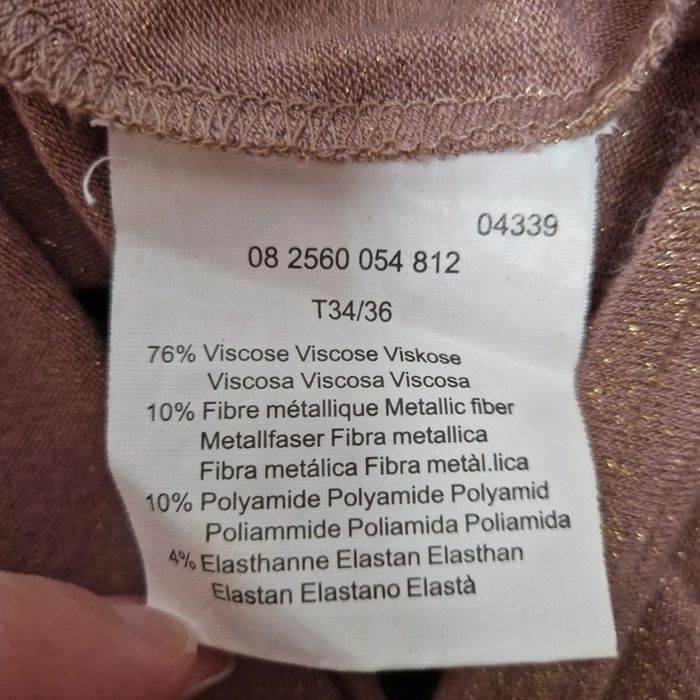 04339
08 2560 054 812
T34/36
76% Viscose Viscose Viskose
Viscosa Viscosa Viscosa
10% Fibre métallique Metallic fiber
Metallfaser Fibra metallica
Fibra metálica Fibra metàl.lica
10% Polyamide Polyamide Polyamid
Poliammide Poliamida Poliamida
4% Elasthanne Elastan Elasthan
Elastan Elastano Elastà